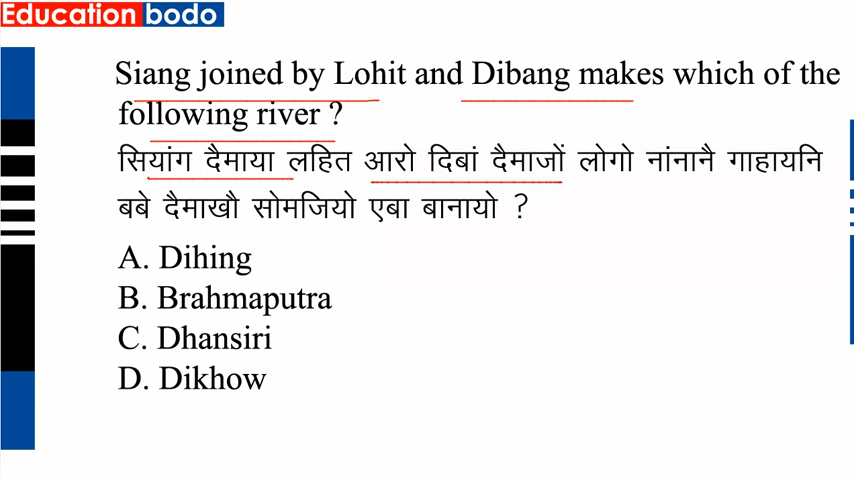 Education bodo
Siang joined by Lohit and Dibang makes which of the
following river ?
सियांग दैमाया लहित आरो दिबां दैमाजों लोगो नांनानै गाहायनि
बबे दैमाखौ सोमजियो एबा बानायो ?
A. Dihing
B. Brahmaputra
C. Dhansiri
D. Dikhow